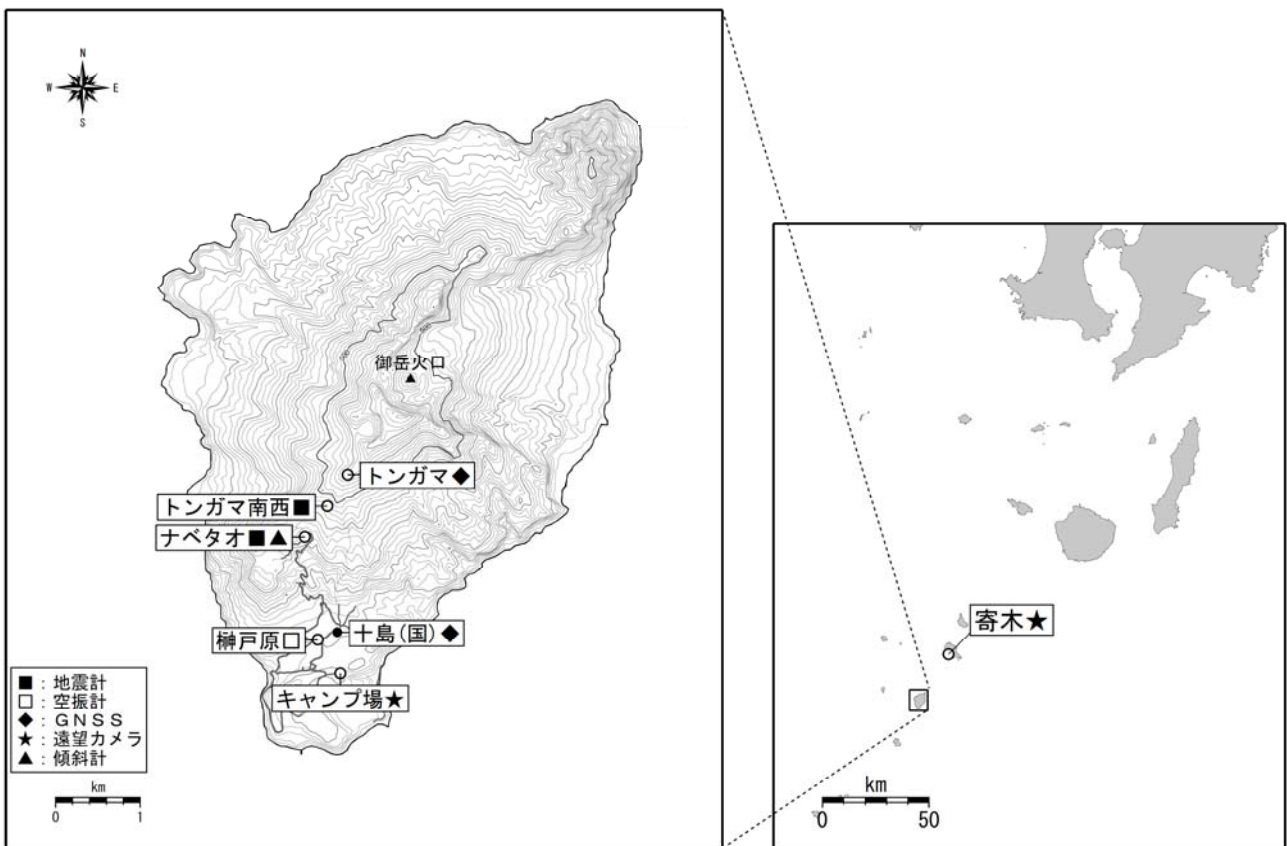 N
W E
S
御岳火口
トンガマ◆
トンガマ南西■
ナベタオ■▲
榊戸原□
十島(国)◆
キャンプ場★
■：地震計
□：空振計
◆：ＧＮＳＳ
★：遠望カメラ
▲：傾斜計
km
0 1
寄木★
km
0 50